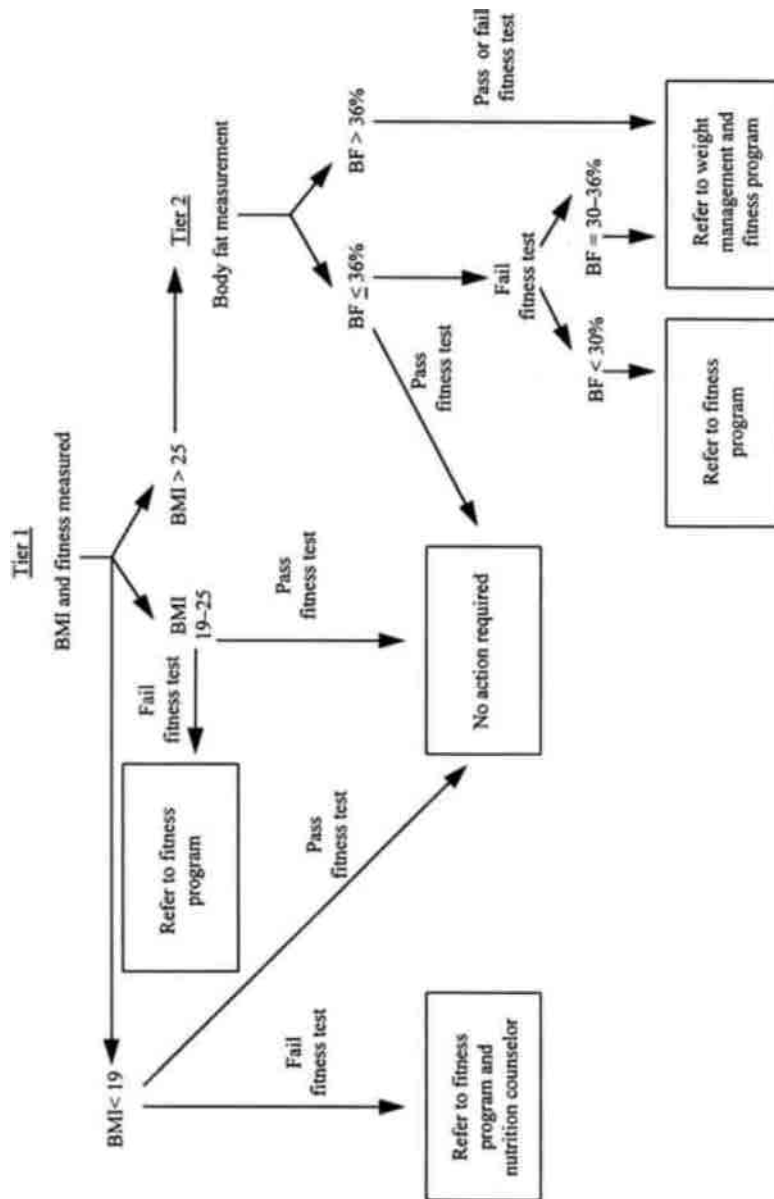 Tier 1
BMI and fitness measured
BMI< 19
BMI
19–25
BMI > 25
Tier 2
Body fat measurement
Fail
fitness test
Refer to fitness
program
Pass
fitness test
Pass
fitness test
Fail
fitness test
BF ≤ 36%
BF > 36%
Pass
fitness test
Fail
fitness test
Pass or fail
fitness test
BF < 30%
BF = 30–36%
Refer to fitness
program and
nutrition counselor
No action required
Refer to fitness
program
Refer to weight
management and
fitness program